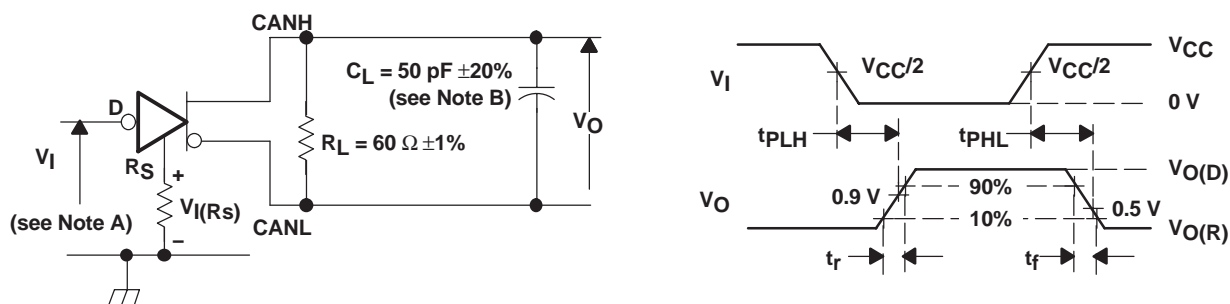 CANH
CL = 50 pF ±20%
(see Note B)
D
VO
VI
RL = 60 Ω ±1%
RS
+
VI(Rs)
(see Note A)
–
CANL
VCC
VI
VCC/2
VCC/2
0 V
tPLH
tPHL
VO(D)
0.9 V
90%
VO
10%
0.5 V
VO(R)
tr
tf